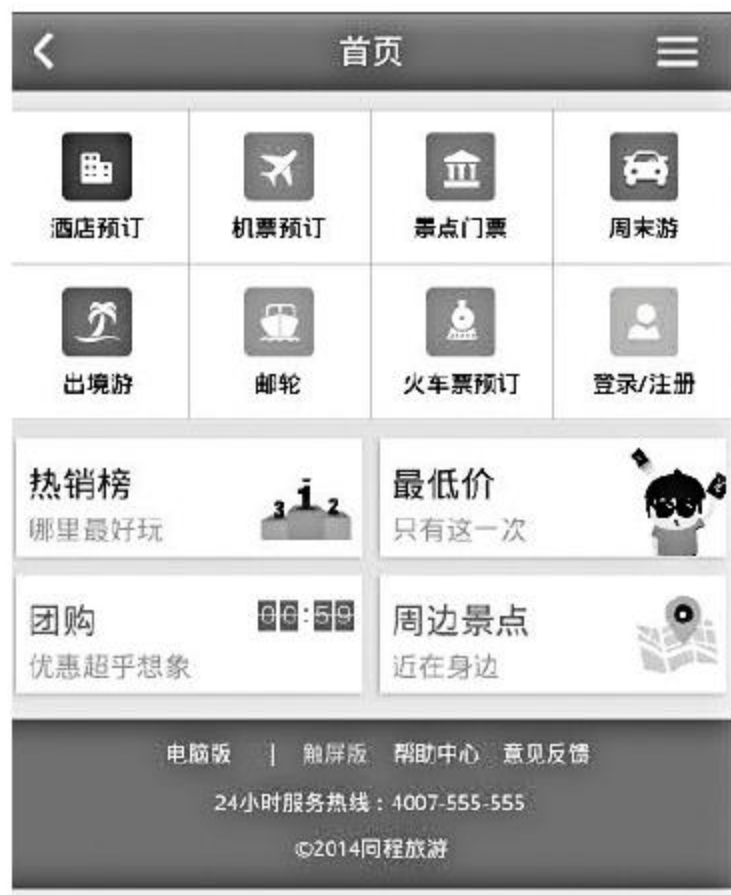 首页
酒店预订 机票预订 景点门票 周末游
出境游 邮轮 火车票预订 登录/注册
热销榜
哪里最好玩
3 1 2
最低价
只有这一次
团购
00:59
优惠超乎想象
周边景点
近在身边
电脑版 | 触屏版 帮助中心 意见反馈
24小时服务热线：4007-555-555
©2014同程旅游